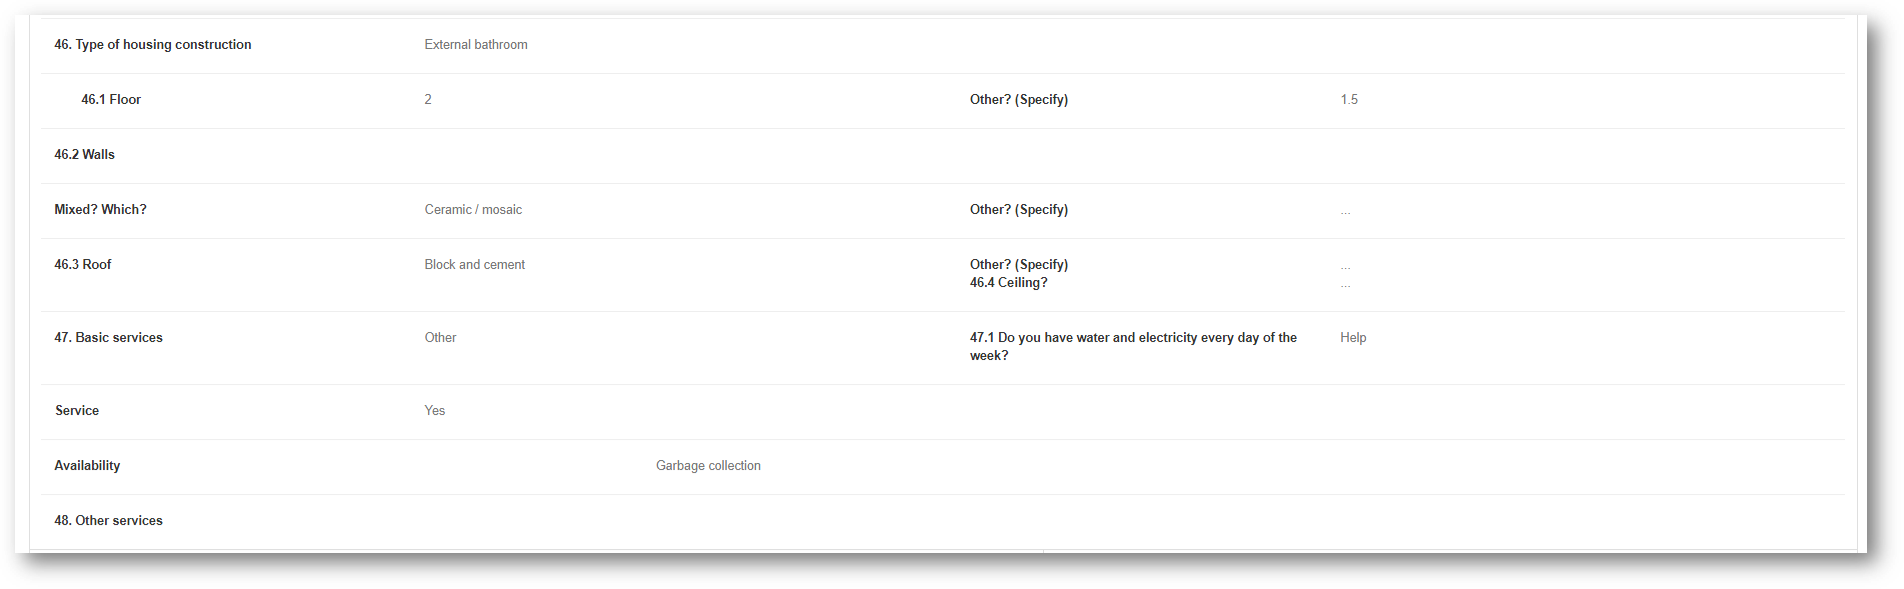 46. Type of housing construction External bathroom
46.1 Floor 2 Other? (Specify) 1.5
46.2 Walls
Mixed? Which? Ceramic / mosaic Other? (Specify) ...
46.3 Roof Block and cement Other? (Specify) ...
46.4 Ceiling? ...
47. Basic services Other 47.1 Do you have water and electricity every day of the Help
week?
Service Yes
Availability Garbage collection
48. Other services